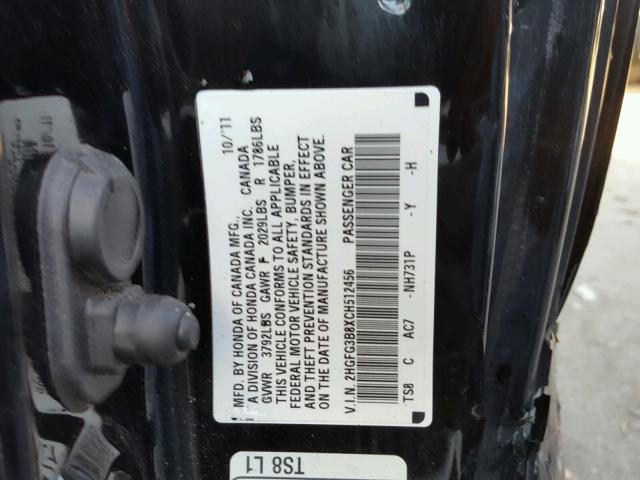 MFD. BY HONDA OF CANADA MFG., 10/'11
A DIVISION OF HONDA CANADA INC. CANADA
GVWR 3792LBS GAWR F 2029LBS R 1786LBS
THIS VEHICLE CONFORMS TO ALL APPLICABLE
FEDERAL MOTOR VEHICLE SAFETY, BUMPER,
AND THEFT PREVENTION STANDARDS IN EFFECT
ON THE DATE OF MANUFACTURE SHOWN ABOVE.
V.I.N. 2HGFG3B8XCH512456 PASSENGER CAR
TS8 C AC7 -NH731P -Y -H
TS8 L1